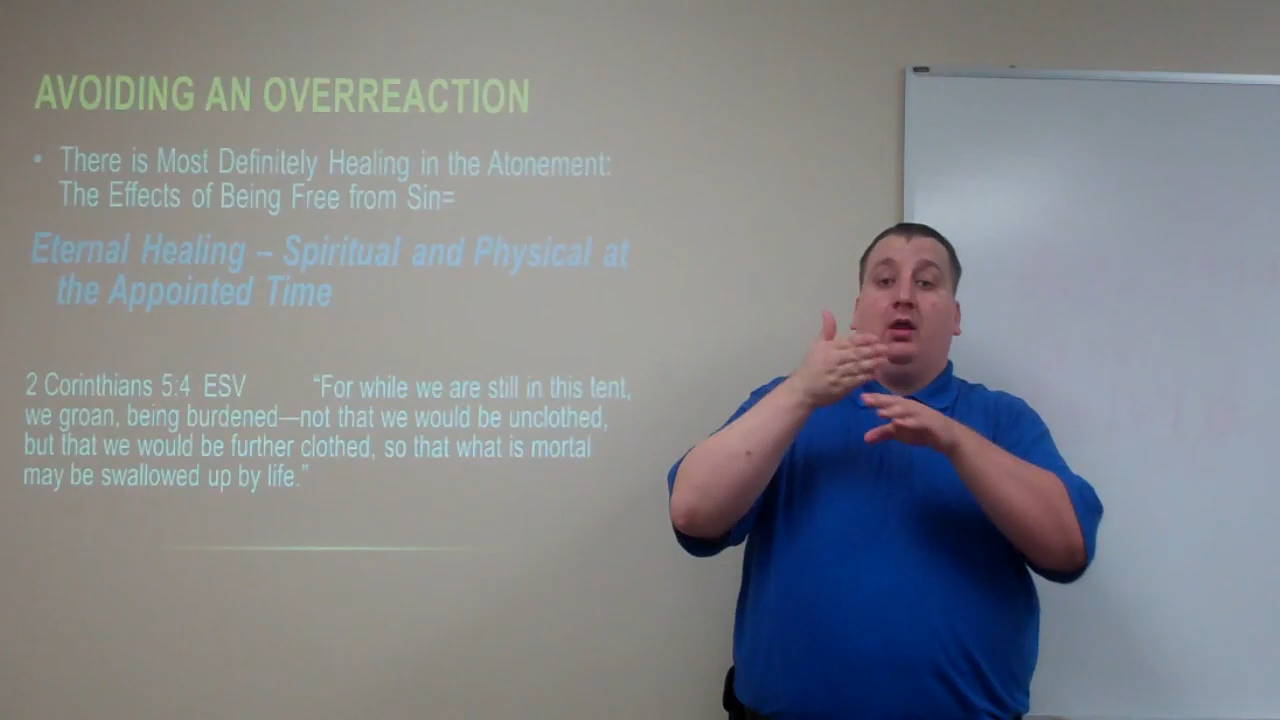 AVOIDING AN OVERREACTION
• There is Most Definitely Healing in the Atonement:
The Effects of Being Free from Sin=
Eternal Healing – Spiritual and Physical at
the Appointed Time
2 Corinthians 5:4 ESV “For while we are still in this tent,
we groan, being burdened—not that we would be unclothed,
but that we would be further clothed, so that what is mortal
may be swallowed up by life.”